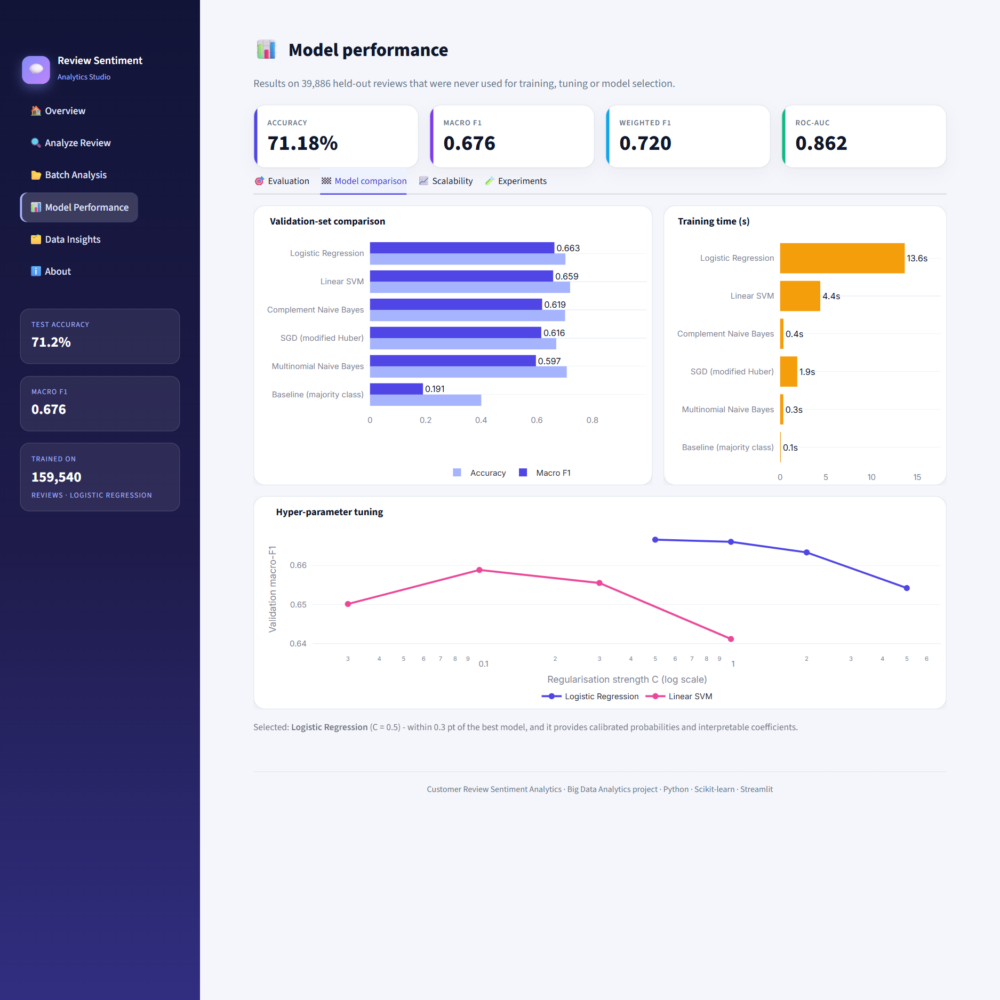 Review Sentiment
Analytics Studio
Overview
Analyze Review
Batch Analysis
Model Performance
Data Insights
About
TEST ACCURACY
71.2%
MACRO F1
0.676
TRAINED ON
159,540
REVIEWS · LOGISTIC REGRESSION
Model performance
Results on 39,886 held-out reviews that were never used for training, tuning or model selection.
ACCURACY
71.18%
MACRO F1
0.676
WEIGHTED F1
0.720
ROC-AUC
0.862
Evaluation Model comparison Scalability Experiments
Validation-set comparison
Logistic Regression 0.663
Linear SVM 0.659
Complement Naive Bayes 0.619
SGD (modified Huber) 0.616
Multinomial Naive Bayes 0.597
Baseline (majority class) 0.191
0 0.2 0.4 0.6 0.8
Accuracy Macro F1
Training time (s)
Logistic Regression 13.6s
Linear SVM 4.4s
Complement Naive Bayes 0.4s
SGD (modified Huber) 1.9s
Multinomial Naive Bayes 0.3s
Baseline (majority class) 0.1s
0 5 10 15
Hyper-parameter tuning
Validation macro-F1
0.66
0.65
0.64
3 4 5 6 7 8 9 0.1 2 3 4 5 6 7 8 9 1 2 3 4 5 6
Regularisation strength C (log scale)
Logistic Regression Linear SVM
Selected: Logistic Regression (C = 0.5) - within 0.3 pt of the best model, and it provides calibrated probabilities and interpretable coefficients.
Customer Review Sentiment Analytics · Big Data Analytics project · Python · Scikit-learn · Streamlit